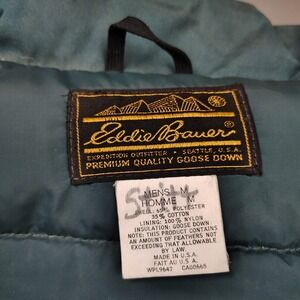 Eddie Bauer
EXPEDITION OUTFITTER • SEATTLE, U.S.A.
PREMIUM QUALITY GOOSE DOWN
MENS M
HOMME M
65% POLYESTER
35% COTTON
LINING: 100% NYLON
INSULATION: GOOSE DOWN
NOTE: THIS PRODUCT CONTAINS
AN AMOUNT OF FEATHERS NOT
EXCEEDING THAT ALLOWABLE
BY LAW.
MADE IN U.S.A.
FAIT AU U.S.A.
WPL9647 CA00665